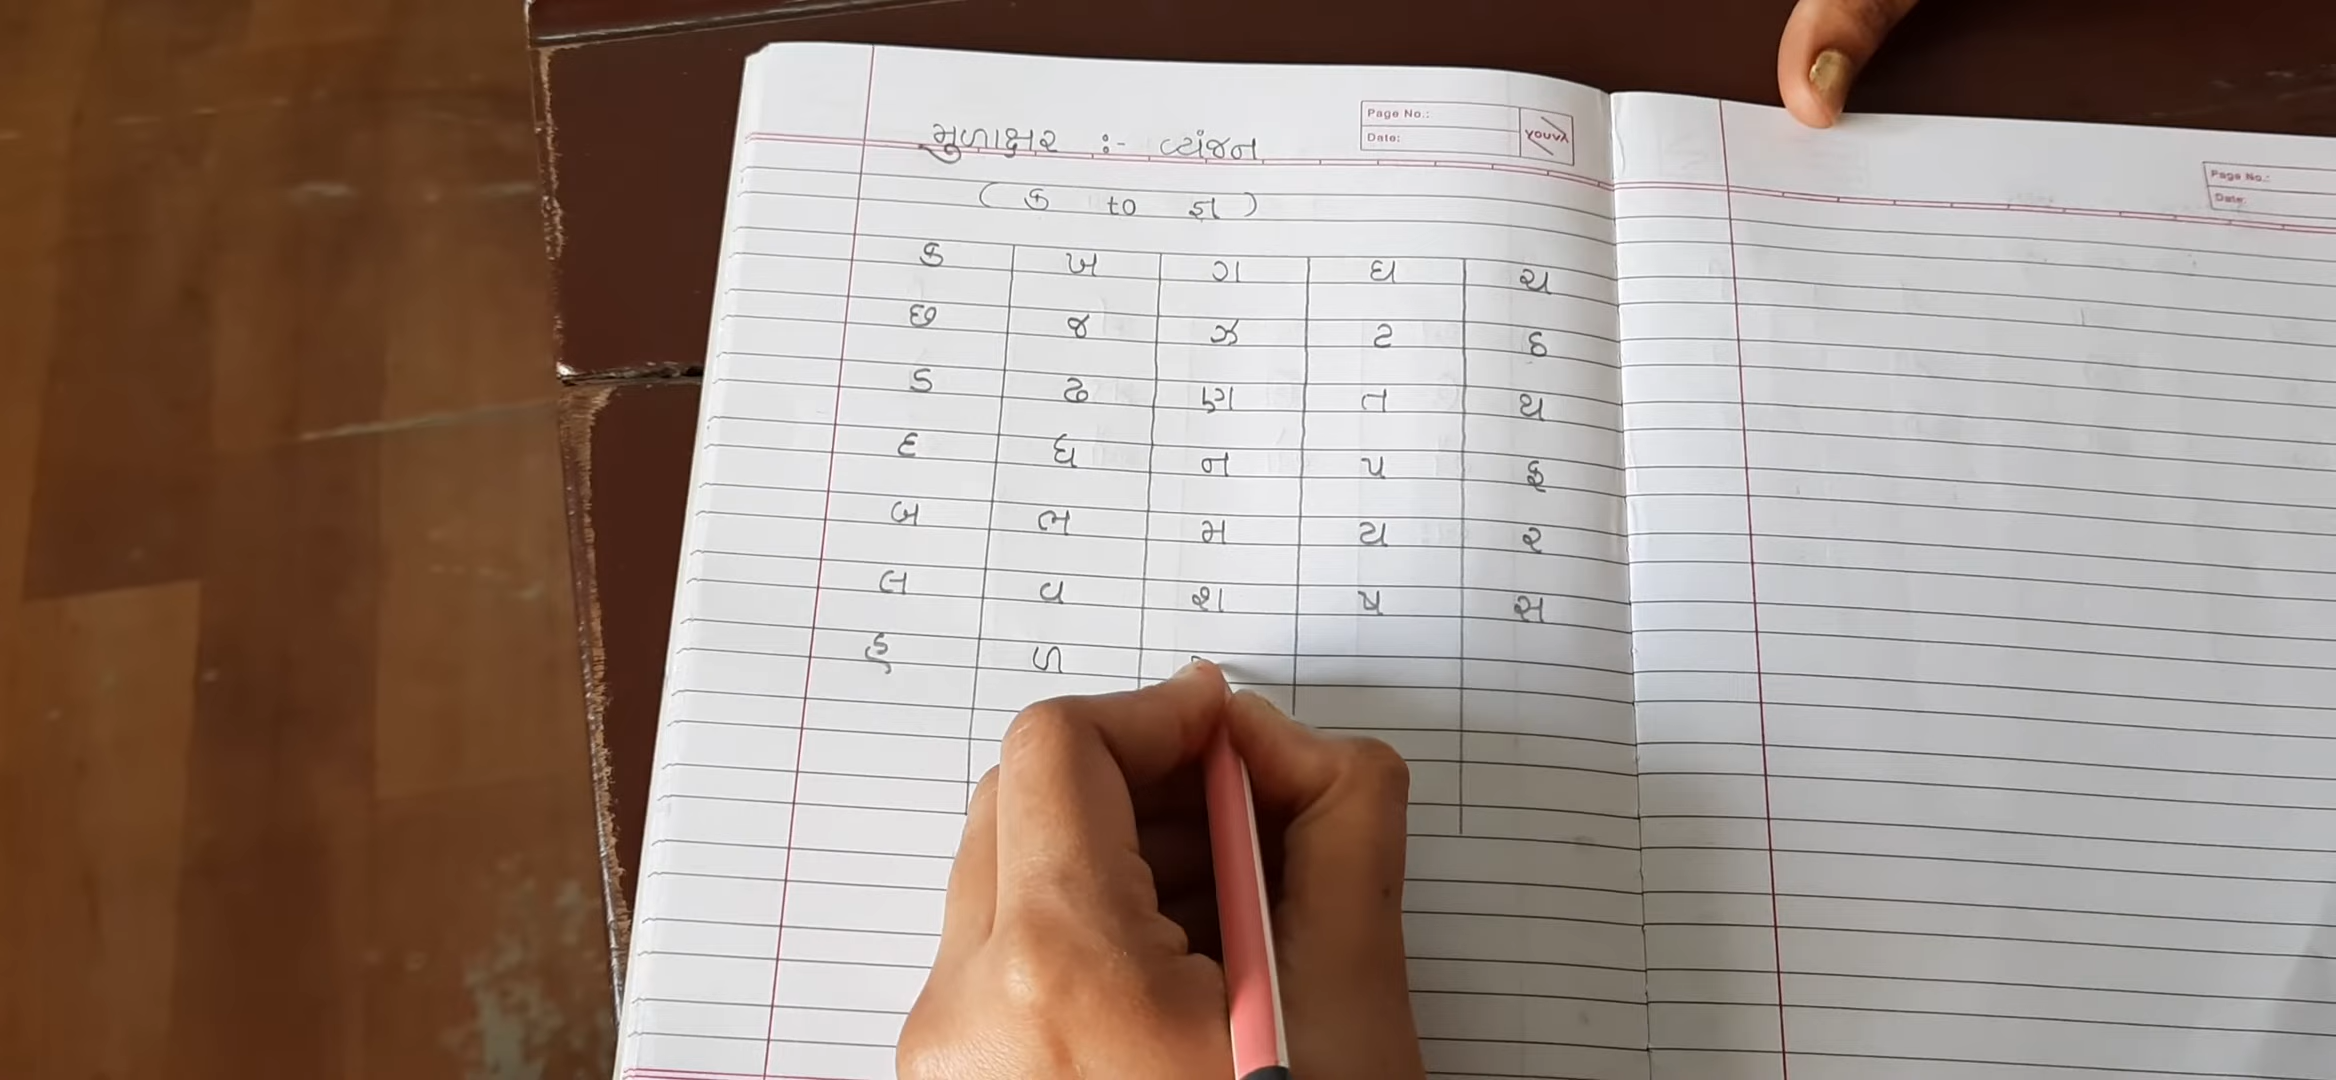 મુળાક્ષર :- વ્યંજન
Page No.:
Date:
YOUVA
(ક to જ્ઞ)
ક ખ ગ ઘ ચ
છ જ ઝ ટ ઠ
ડ ઢ ણ ત થ
દ ધ ન પ ફ
બ ભ મ ય ર
લ વ શ ષ સ
હ ળ
Page No.:
Date: